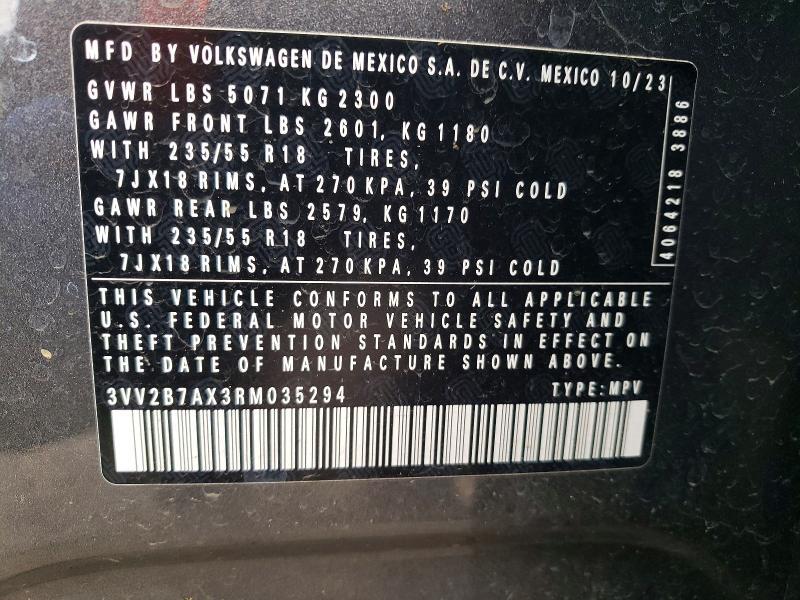 MFD BY VOLKSWAGEN DE MEXICO S.A. DE C.V. MEXICO 10/23
GVWR LBS 5071 KG 2300
GAWR FRONT LBS 2601, KG 1180
WITH 235/55 R18 TIRES,
7JX18 RIMS, AT 270 KPA, 39 PSI COLD
GAWR REAR LBS 2579, KG 1170
WITH 235/55 R18 TIRES,
7JX18 RIMS, AT 270 KPA, 39 PSI COLD
4064218 3886
THIS VEHICLE CONFORMS TO ALL APPLICABLE
U.S. FEDERAL MOTOR VEHICLE SAFETY AND
THEFT PREVENTION STANDARDS IN EFFECT ON
THE DATE OF MANUFACTURE SHOWN ABOVE.
3VV2B7AX3RM035294 TYPE: MPV